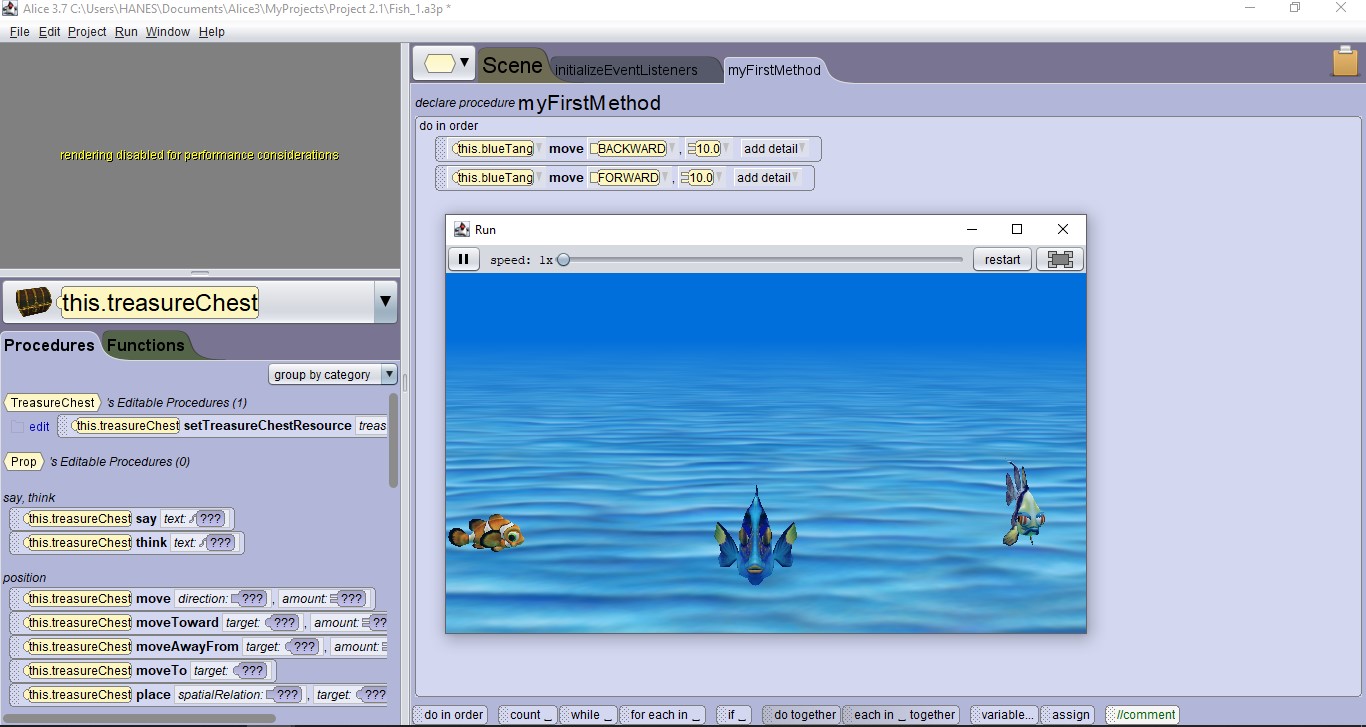 Alice 3.7 C:\Users\HANES\Documents\Alice3\MyProjects\Project 2.1\Fish_1.a3p *
File Edit Project Run Window Help
rendering disabled for performance considerations
Scene initializeEventListeners myFirstMethod
declare procedure myFirstMethod
do in order
this.blueTang move BACKWARD , 10.0 add detail
this.blueTang move FORWARD , 10.0 add detail
Run
speed: 1x restart
this.treasureChest
Procedures Functions
group by category
TreasureChest 's Editable Procedures (1)
edit this.treasureChest setTreasureChestResource treas
Prop 's Editable Procedures (0)
say, think
this.treasureChest say text: ???
this.treasureChest think text: ???
position
this.treasureChest move direction: ??? , amount: ???
this.treasureChest moveToward target: ??? , amount: ??
this.treasureChest moveAwayFrom target: ??? , amount:
this.treasureChest moveTo target: ???
this.treasureChest place spatialRelation: ??? , target: ???
do in order count _ while _ for each in _ if _ do together each in _ together variable... assign //comment